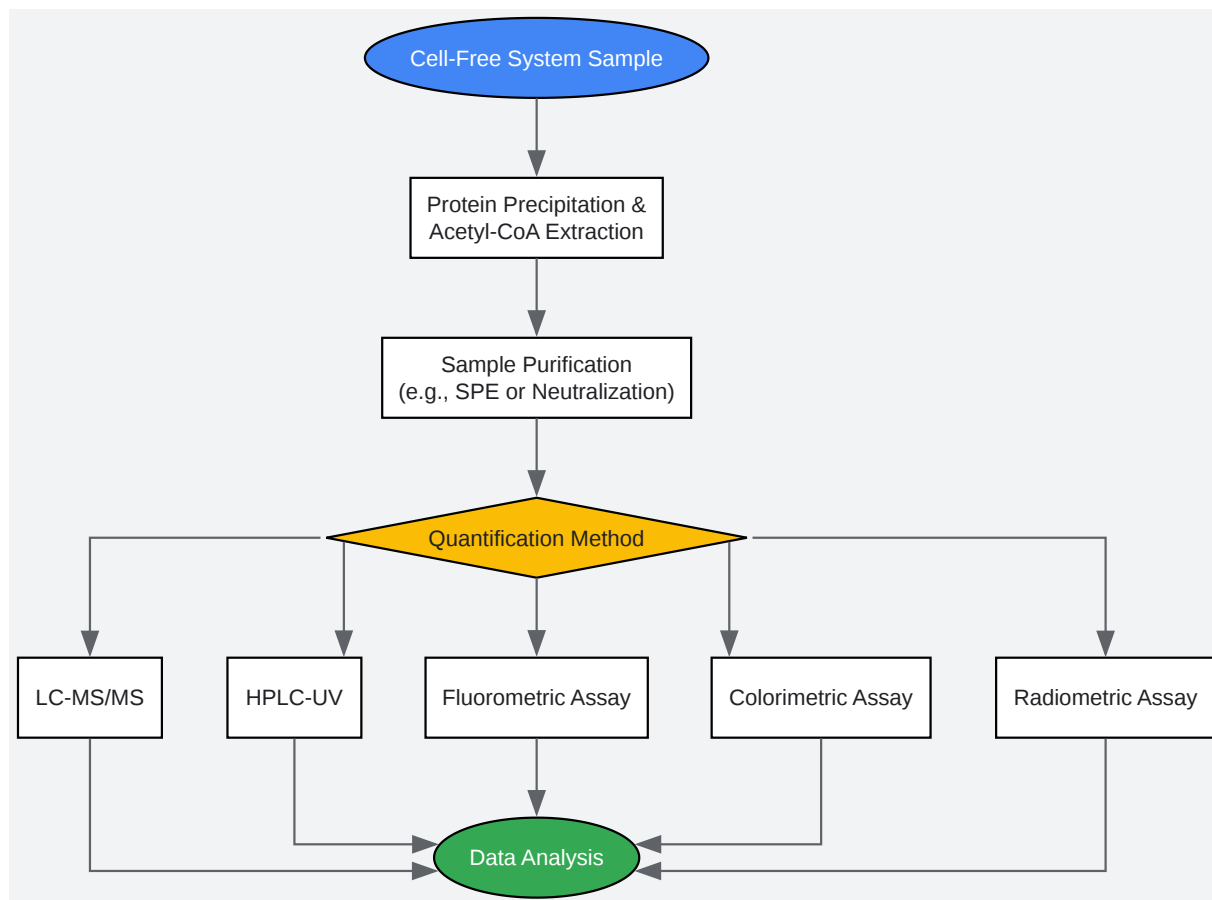 Cell-Free System Sample
Protein Precipitation &
Acetyl-CoA Extraction
Sample Purification
(e.g., SPE or Neutralization)
Quantification Method
LC-MS/MS
HPLC-UV
Fluorometric Assay
Colorimetric Assay
Radiometric Assay
Data Analysis